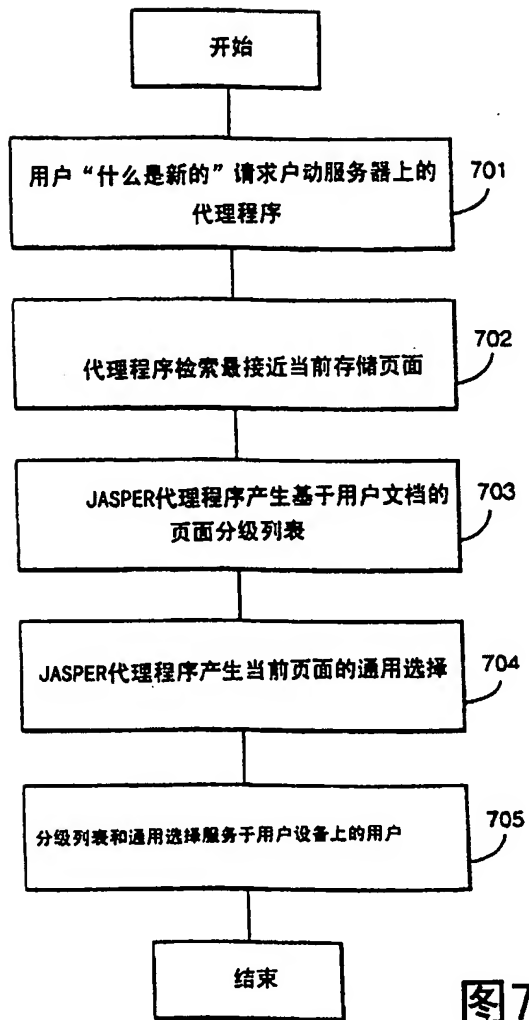 开始
用户“什么是新的”请求户动服务器上的
代理程序
701
代理程序检索最接近当前存储页面
702
JASPER代理程序产生基于用户文档的
页面分级列表
703
JASPER代理程序产生当前页面的通用选择
704
分级列表和通用选择服务于用户设备上的用户
705
结束
图7